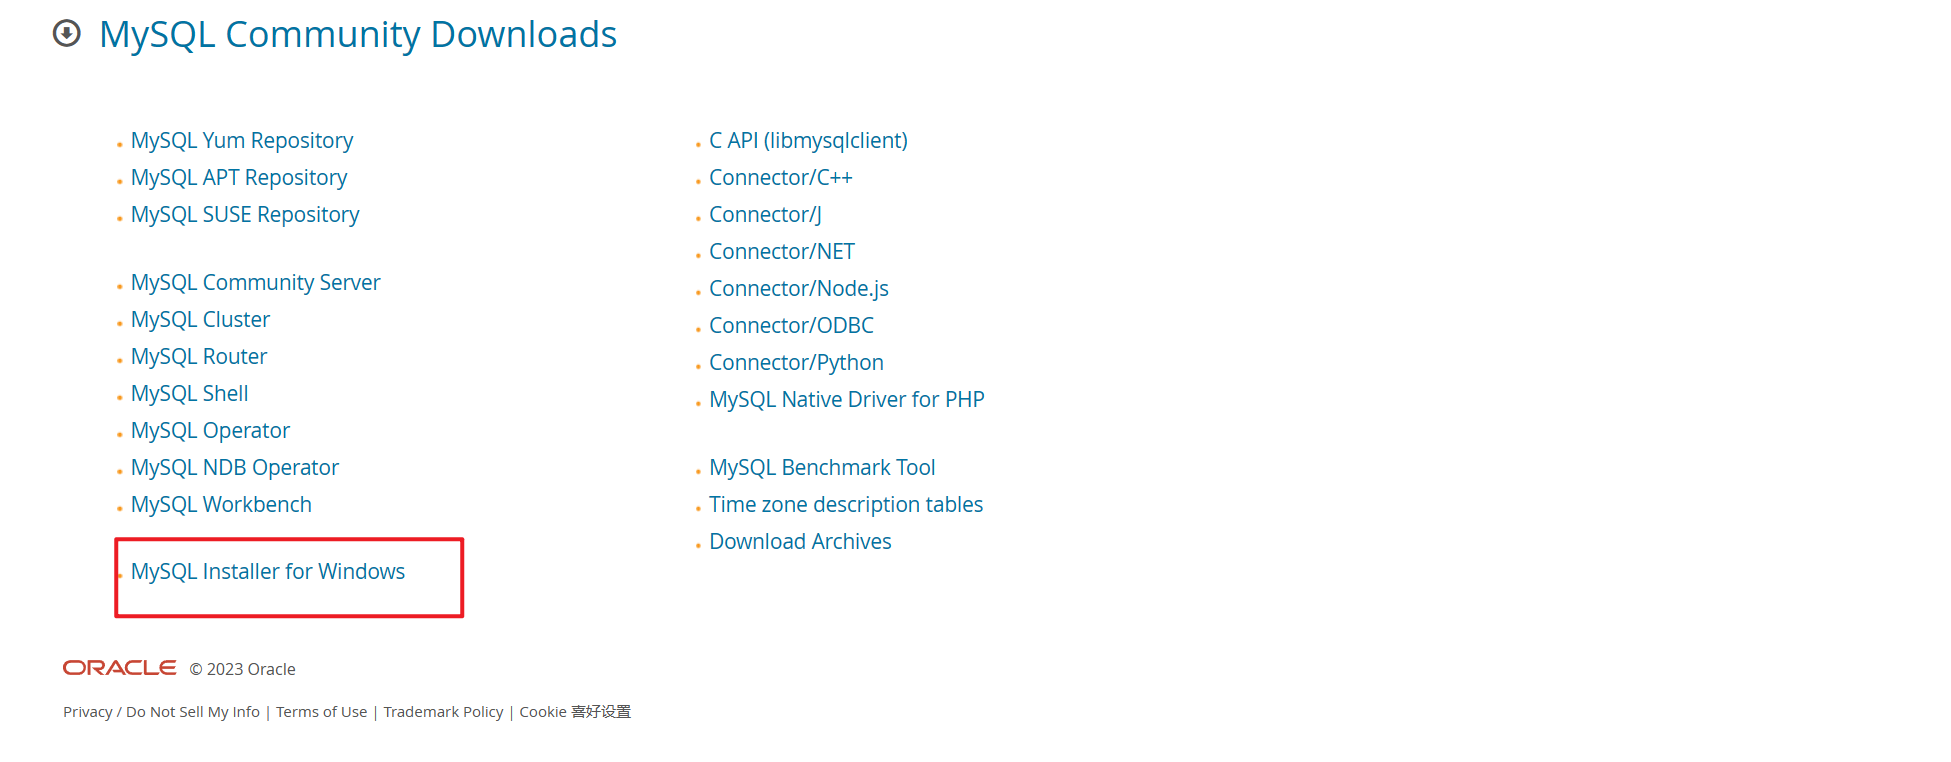 MySQL Community Downloads
MySQL Yum Repository
MySQL APT Repository
MySQL SUSE Repository
MySQL Community Server
MySQL Cluster
MySQL Router
MySQL Shell
MySQL Operator
MySQL NDB Operator
MySQL Workbench
MySQL Installer for Windows
C API (libmysqlclient)
Connector/C++
Connector/J
Connector/NET
Connector/Node.js
Connector/ODBC
Connector/Python
MySQL Native Driver for PHP
MySQL Benchmark Tool
Time zone description tables
Download Archives
ORACLE © 2023 Oracle
Privacy / Do Not Sell My Info | Terms of Use | Trademark Policy | Cookie 喜好设置